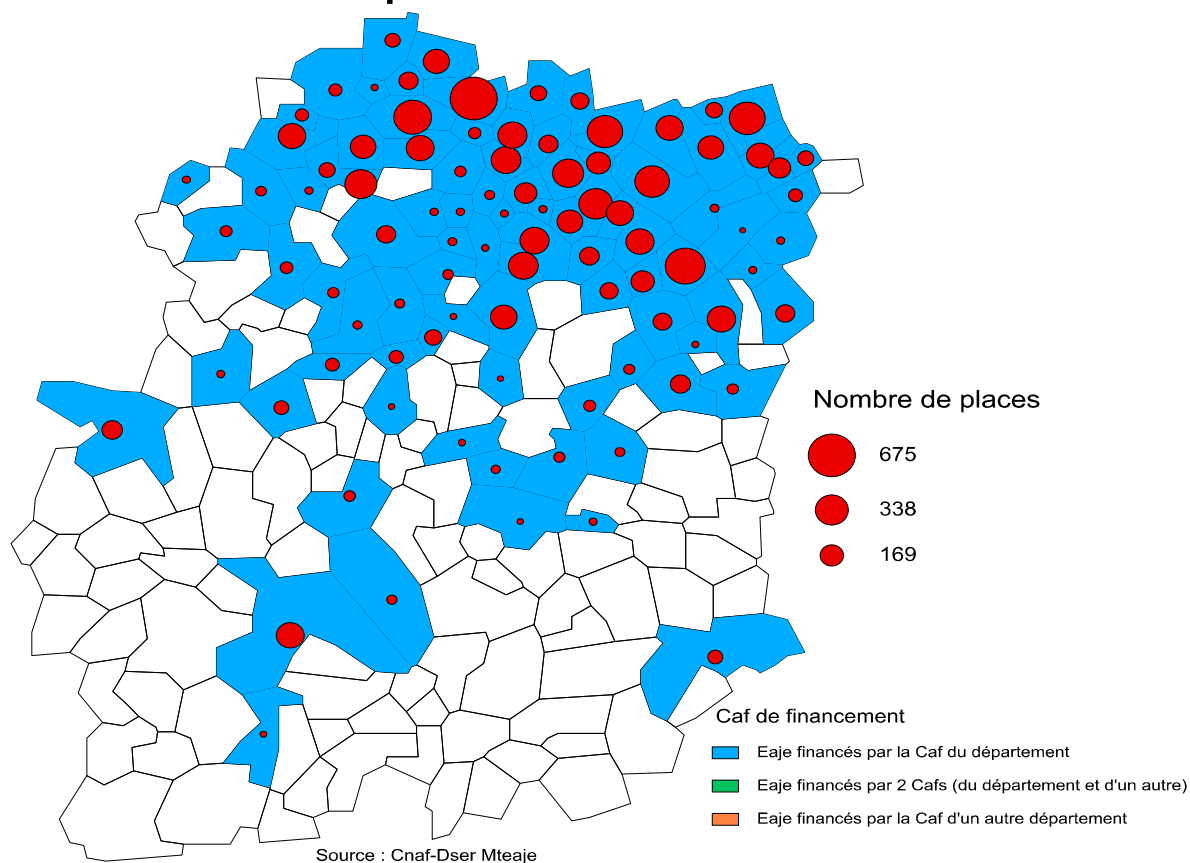 Nombre de places
675
338
169
Caf de financement
Eaje financés par la Caf du département
Eaje financés par 2 Cafs (du département et d'un autre)
Eaje financés par la Caf d'un autre département
Source : Cnaf-Dser Mteaje